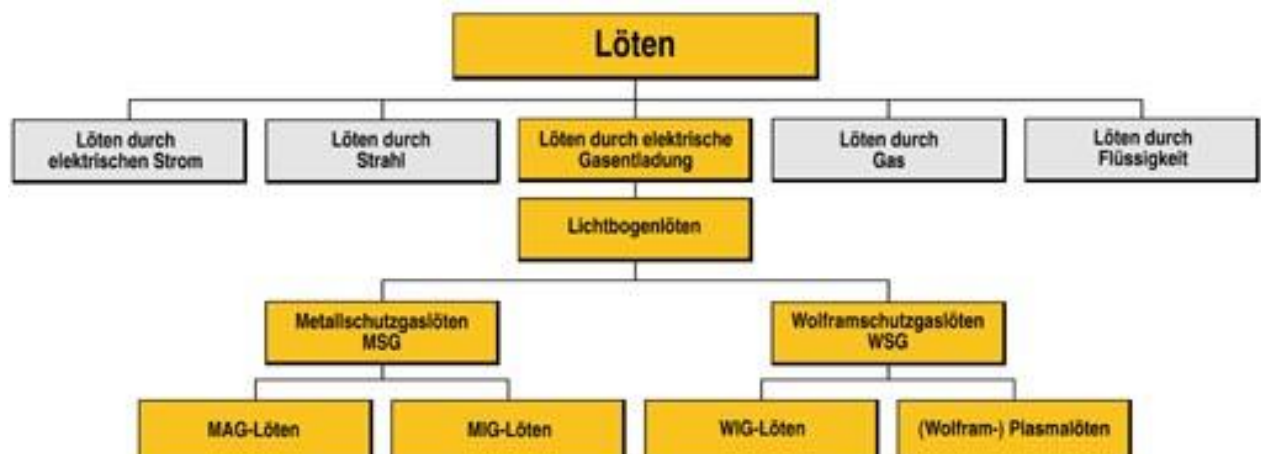 Löten
Löten durch
elektrischen Strom
Löten durch
Strahl
Löten durch elektrische
Gasentladung
Löten durch
Gas
Löten durch
Flüssigkeit
Lichtbogenlöten
Metallschutzgaslöten
MSG
Wolframschutzgaslöten
WSG
MAG-Löten
MIG-Löten
WIG-Löten
(Wolfram-) Plasmalöten